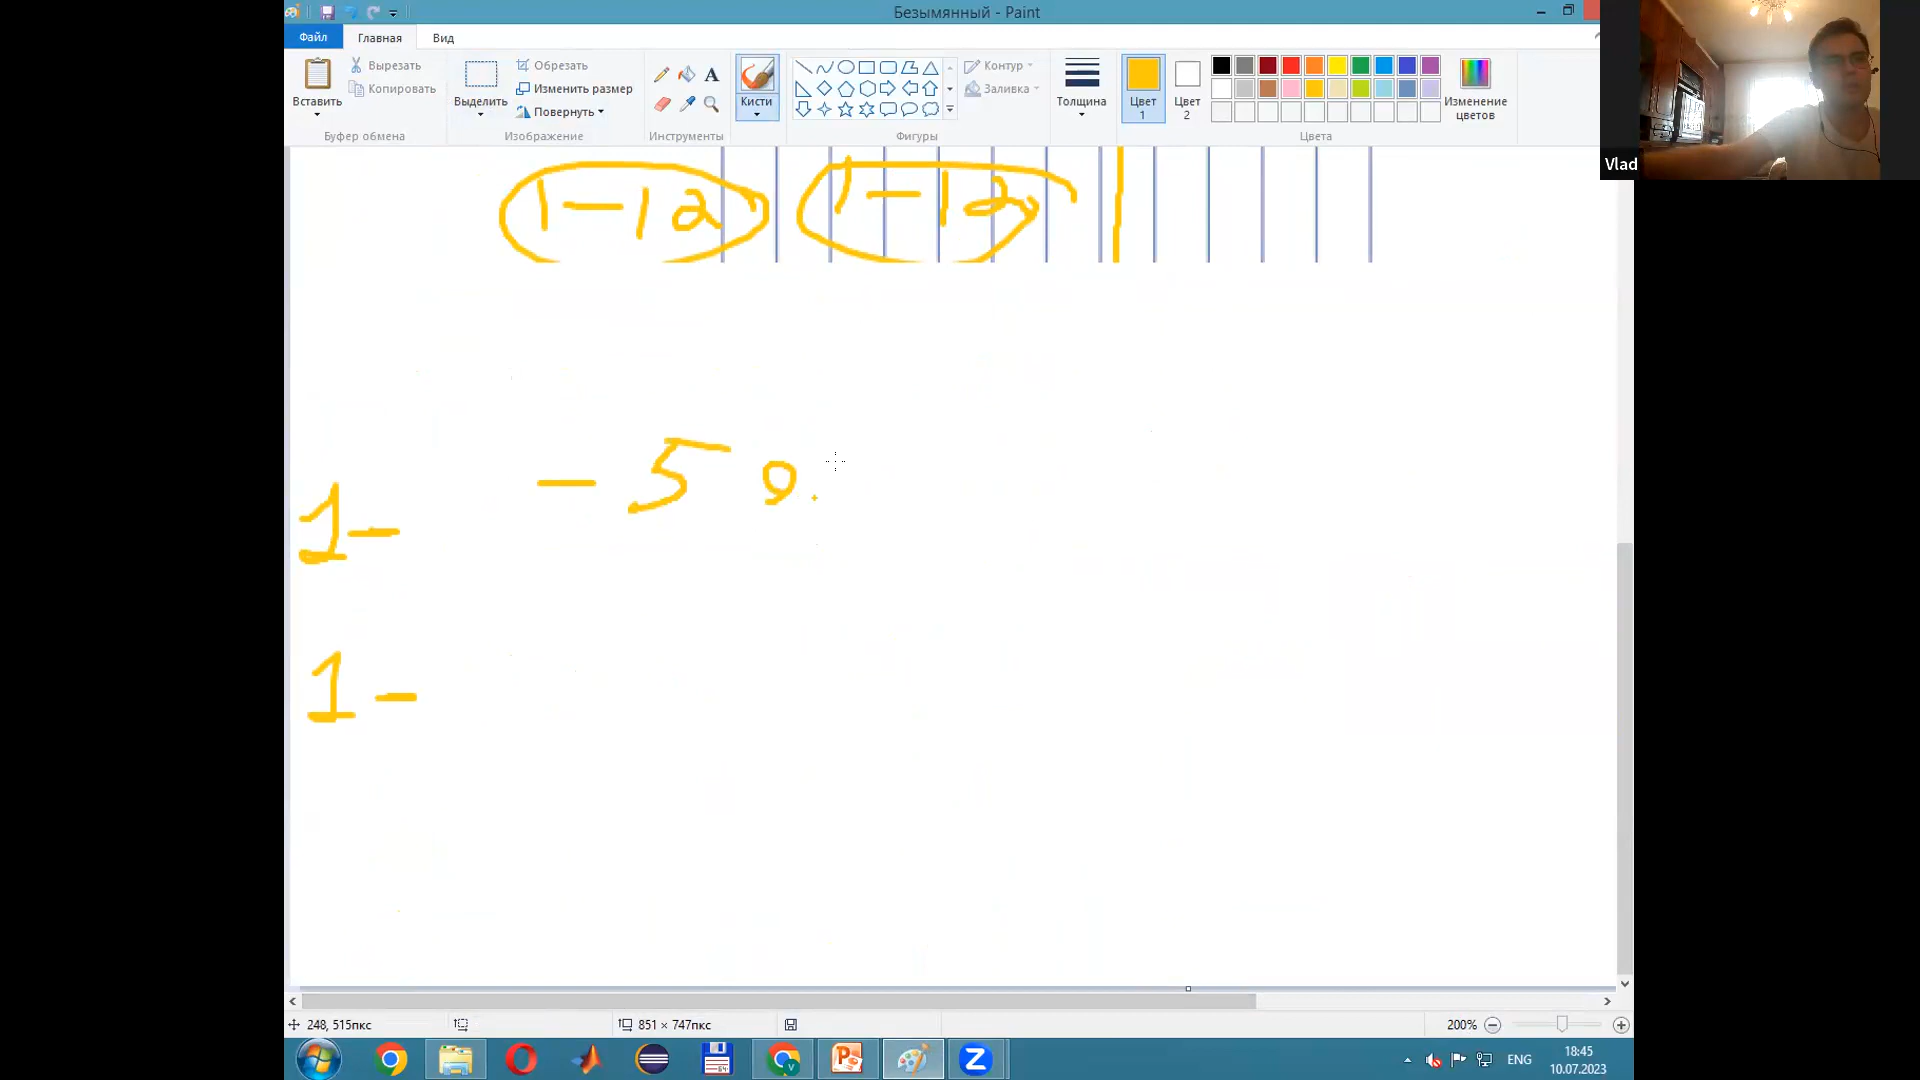 Безымянный - Paint
Vlad
Файл Главная Вид
Вставить
Вырезать
Копировать
Буфер обмена
Выделить
Обрезать
Изменить размер
Повернуть
Изображение
A
Инструменты
Кисти
Контур
Заливка
Фигуры
Толщина
Цвет 1
Цвет 2
Изменение цветов
Цвета
1-12 1-12
- 5
1-
1 -
248, 515пкс
851 × 747пкс
200%
ENG
18:45
10.07.2023